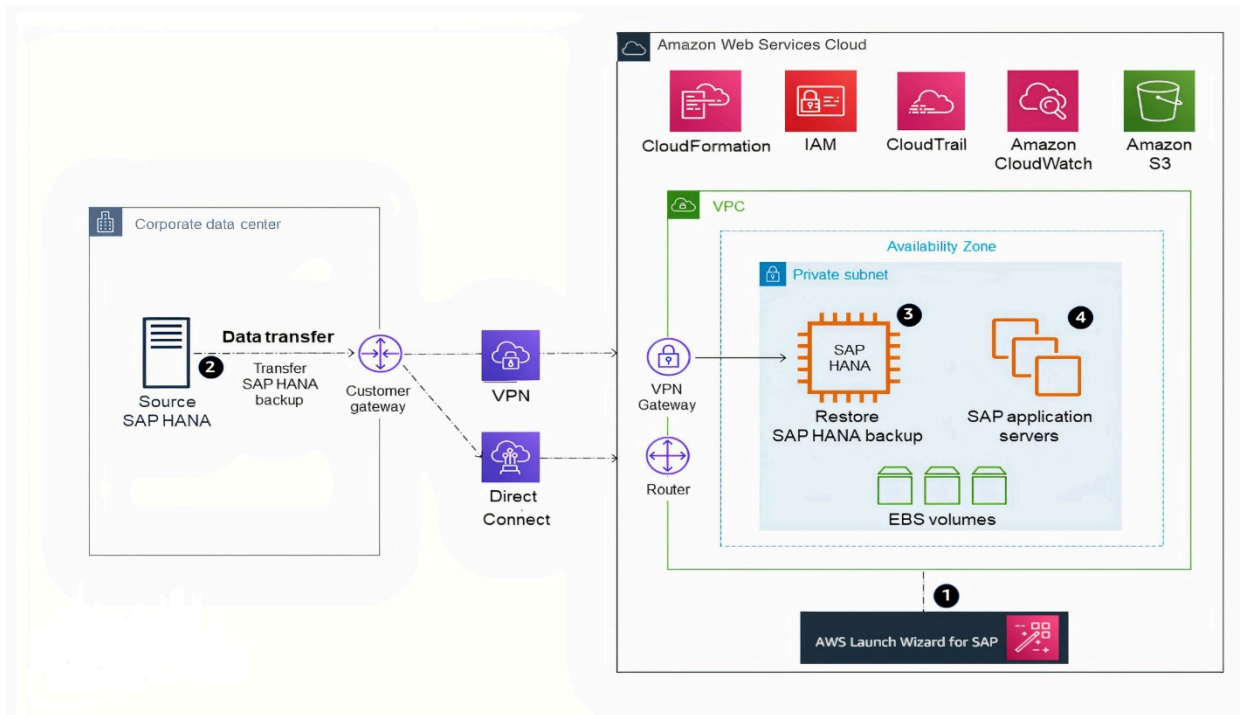 Amazon Web Services Cloud
CloudFormation
IAM
CloudTrail
Amazon
CloudWatch
Amazon
S3
VPC
Availability Zone
Private subnet
Corporate data center
Source
SAP HANA
2
Data transfer
Transfer
SAP HANA
backup
Customer
gateway
VPN
Direct
Connect
VPN
Gateway
Router
3
SAP
HANA
Restore
SAP HANA backup
4
SAP application
servers
EBS volumes
1
AWS Launch Wizard for SAP